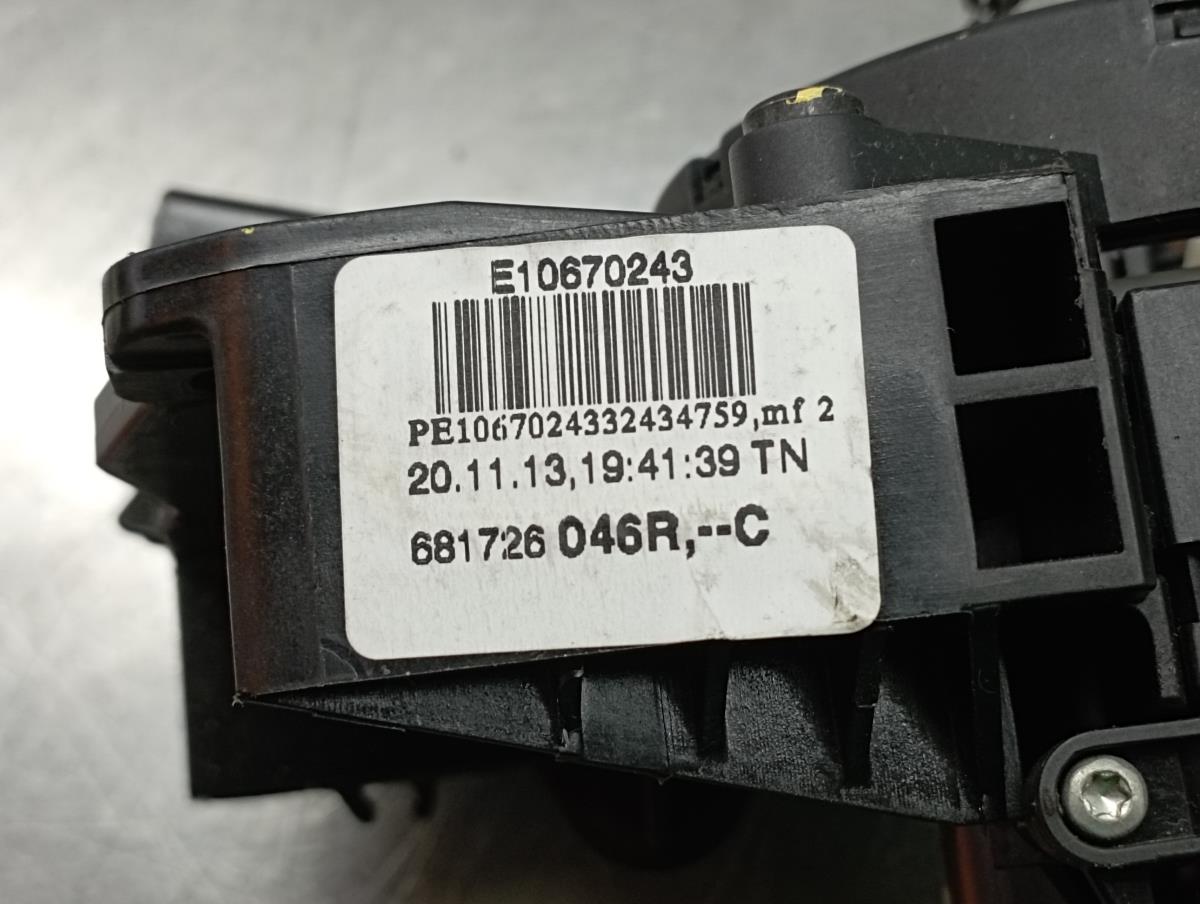 E10670243
PE1067024332434759,mf 2
20.11.13,19:41:39 TN
681726 046R,--C